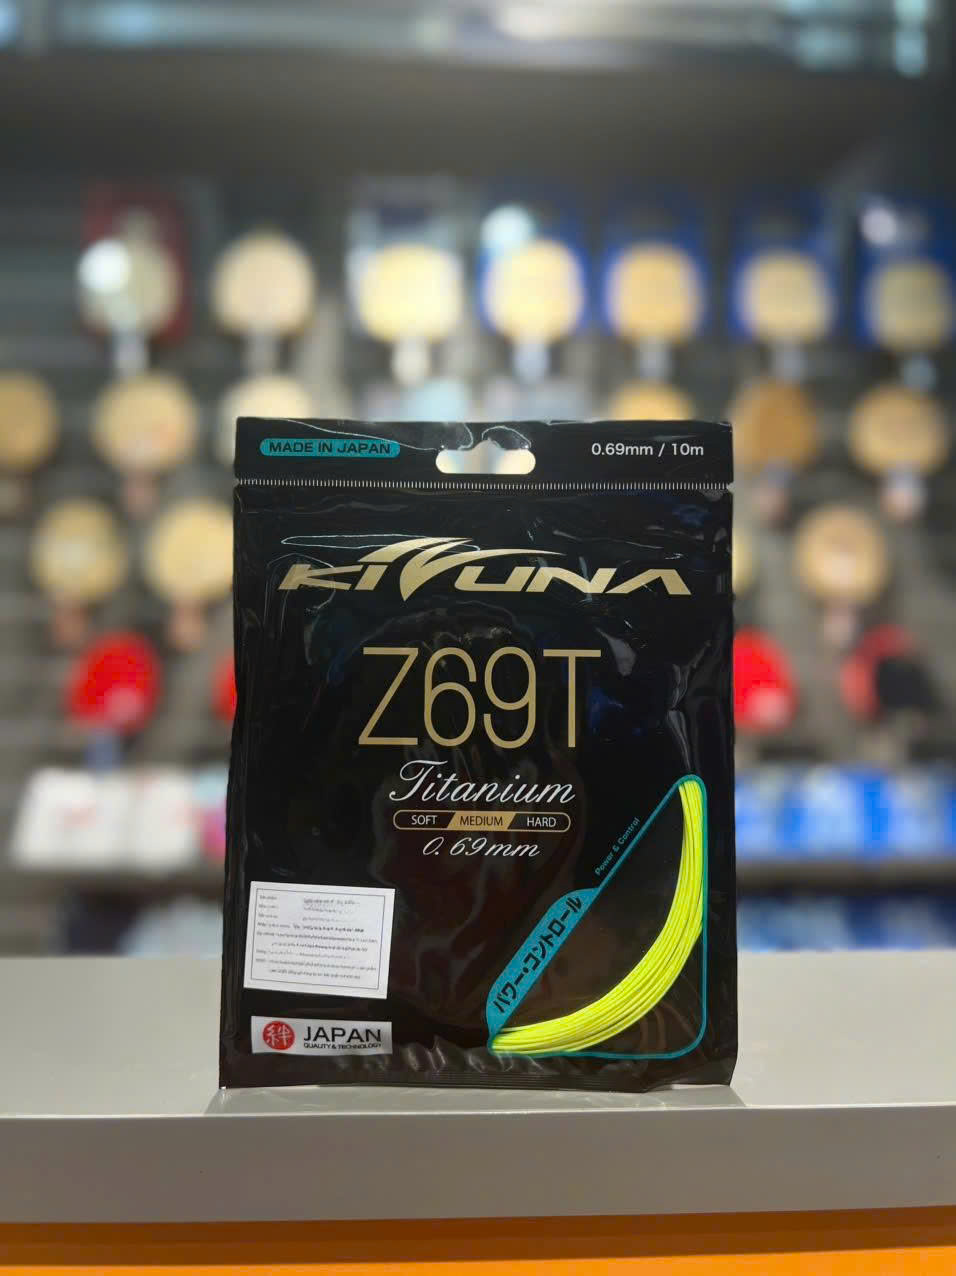 MADE IN JAPAN
0.69mm / 10m
KIZUNA
Z69T
Titanium
SOFT MEDIUM HARD
0.69mm
Power & Control
パワー・コントロール
絆 JAPAN
QUALITY & TECHNOLOGY